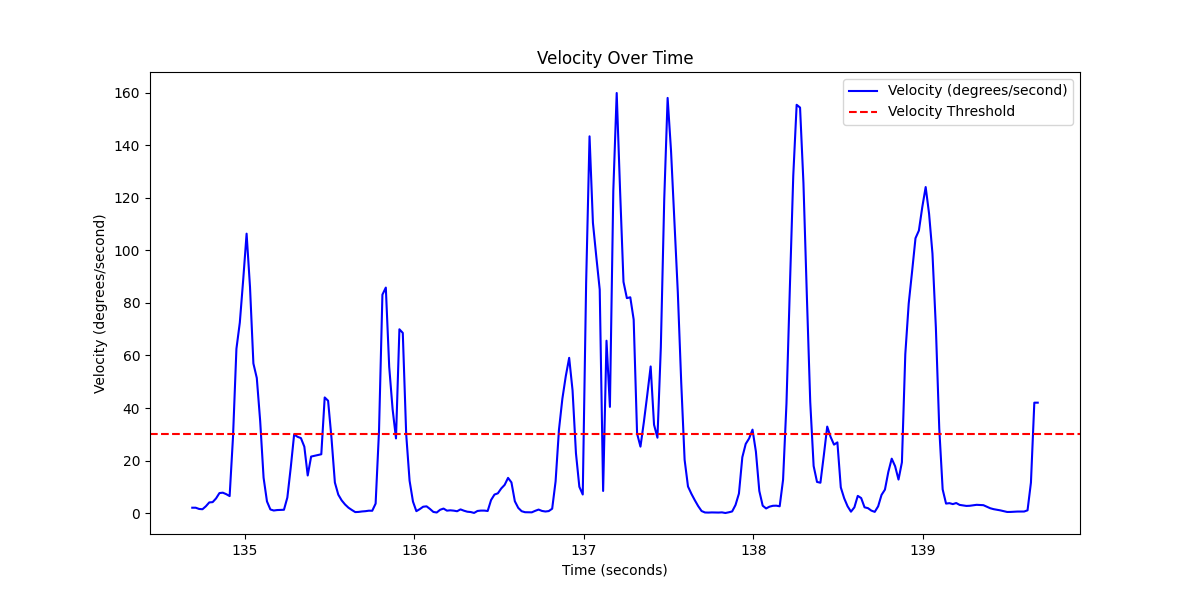 Velocity Over Time
Velocity (degrees/second)
Velocity Threshold
160
140
120
100
80
60
40
20
0
Velocity (degrees/second)
135
136
137
138
139
Time (seconds)